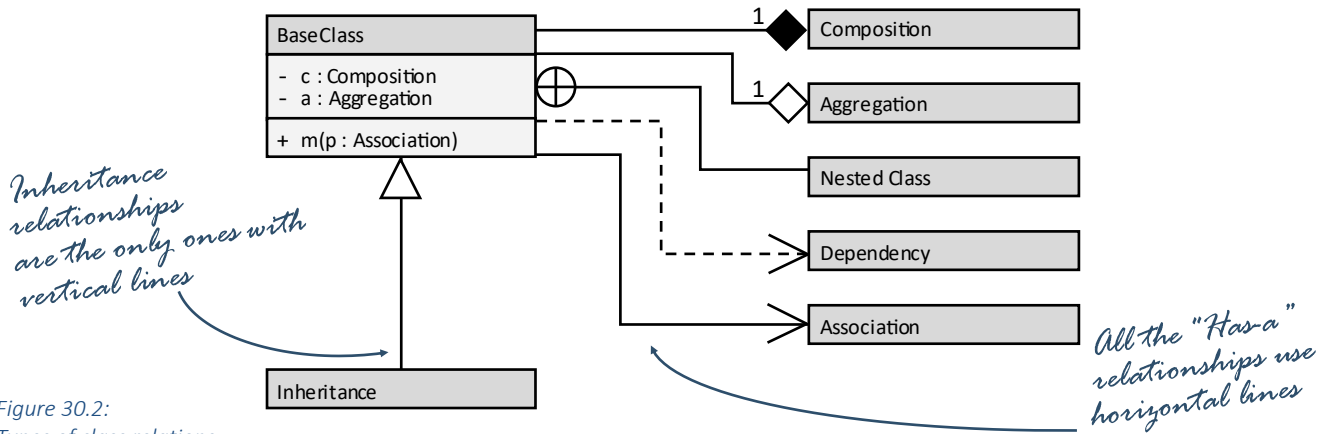 BaseClass
- c : Composition
- a : Aggregation
+ m(p : Association)
1
Composition
1
Aggregation
Nested Class
Dependency
Association
Inheritance
Inheritance
relationships
are the only ones with
vertical lines
All the "Has-a"
relationships use
horizontal lines
Figure 30.2: